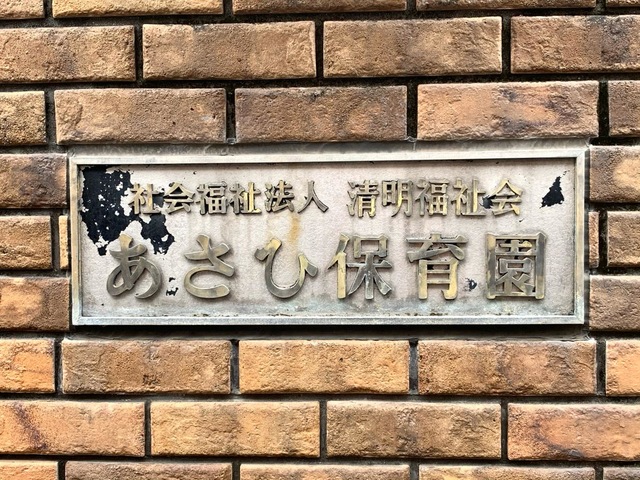 社会福祉法人 清明福祉会
あさひ保育園